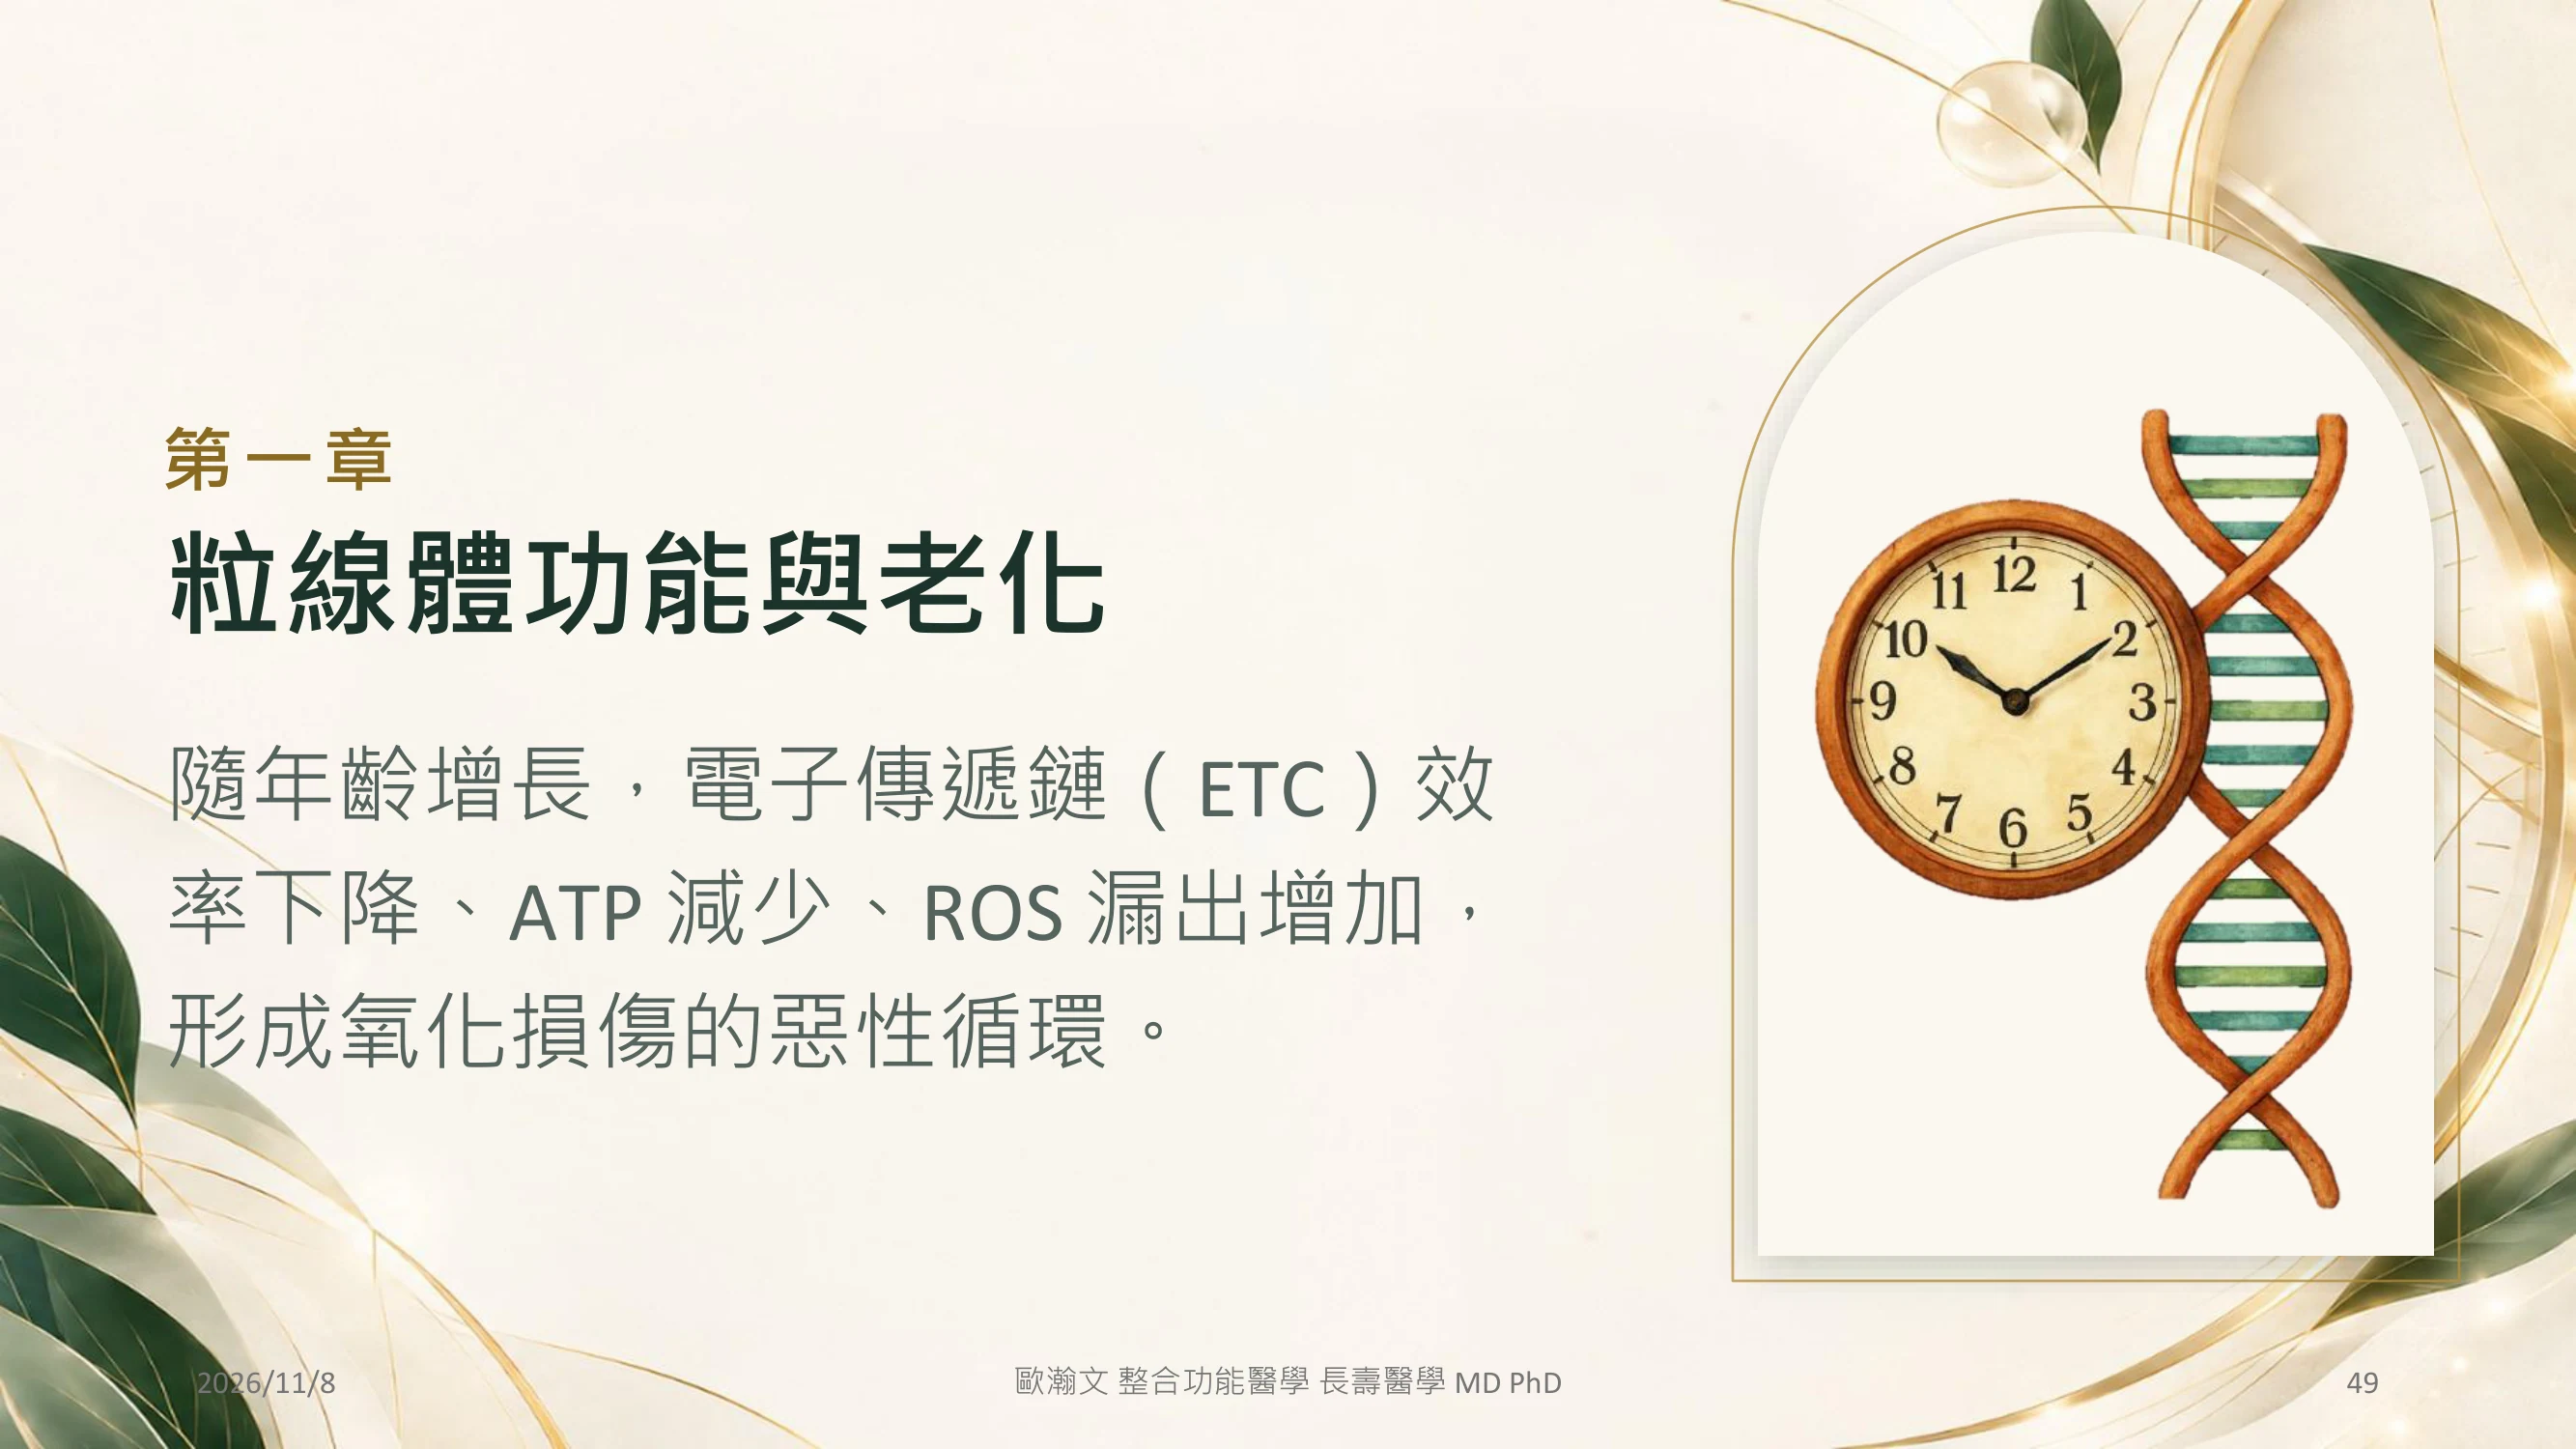 第一章
粒線體功能與老化
隨年齡增長，電子傳遞鏈（ETC）效
率下降、ATP 減少、ROS 漏出增加，
形成氧化損傷的惡性循環。
12
11
1
10
2
9
3
8
4
7
5
6
2026/11/8
歐瀚文 整合功能醫學 長壽醫學 MD PhD
49